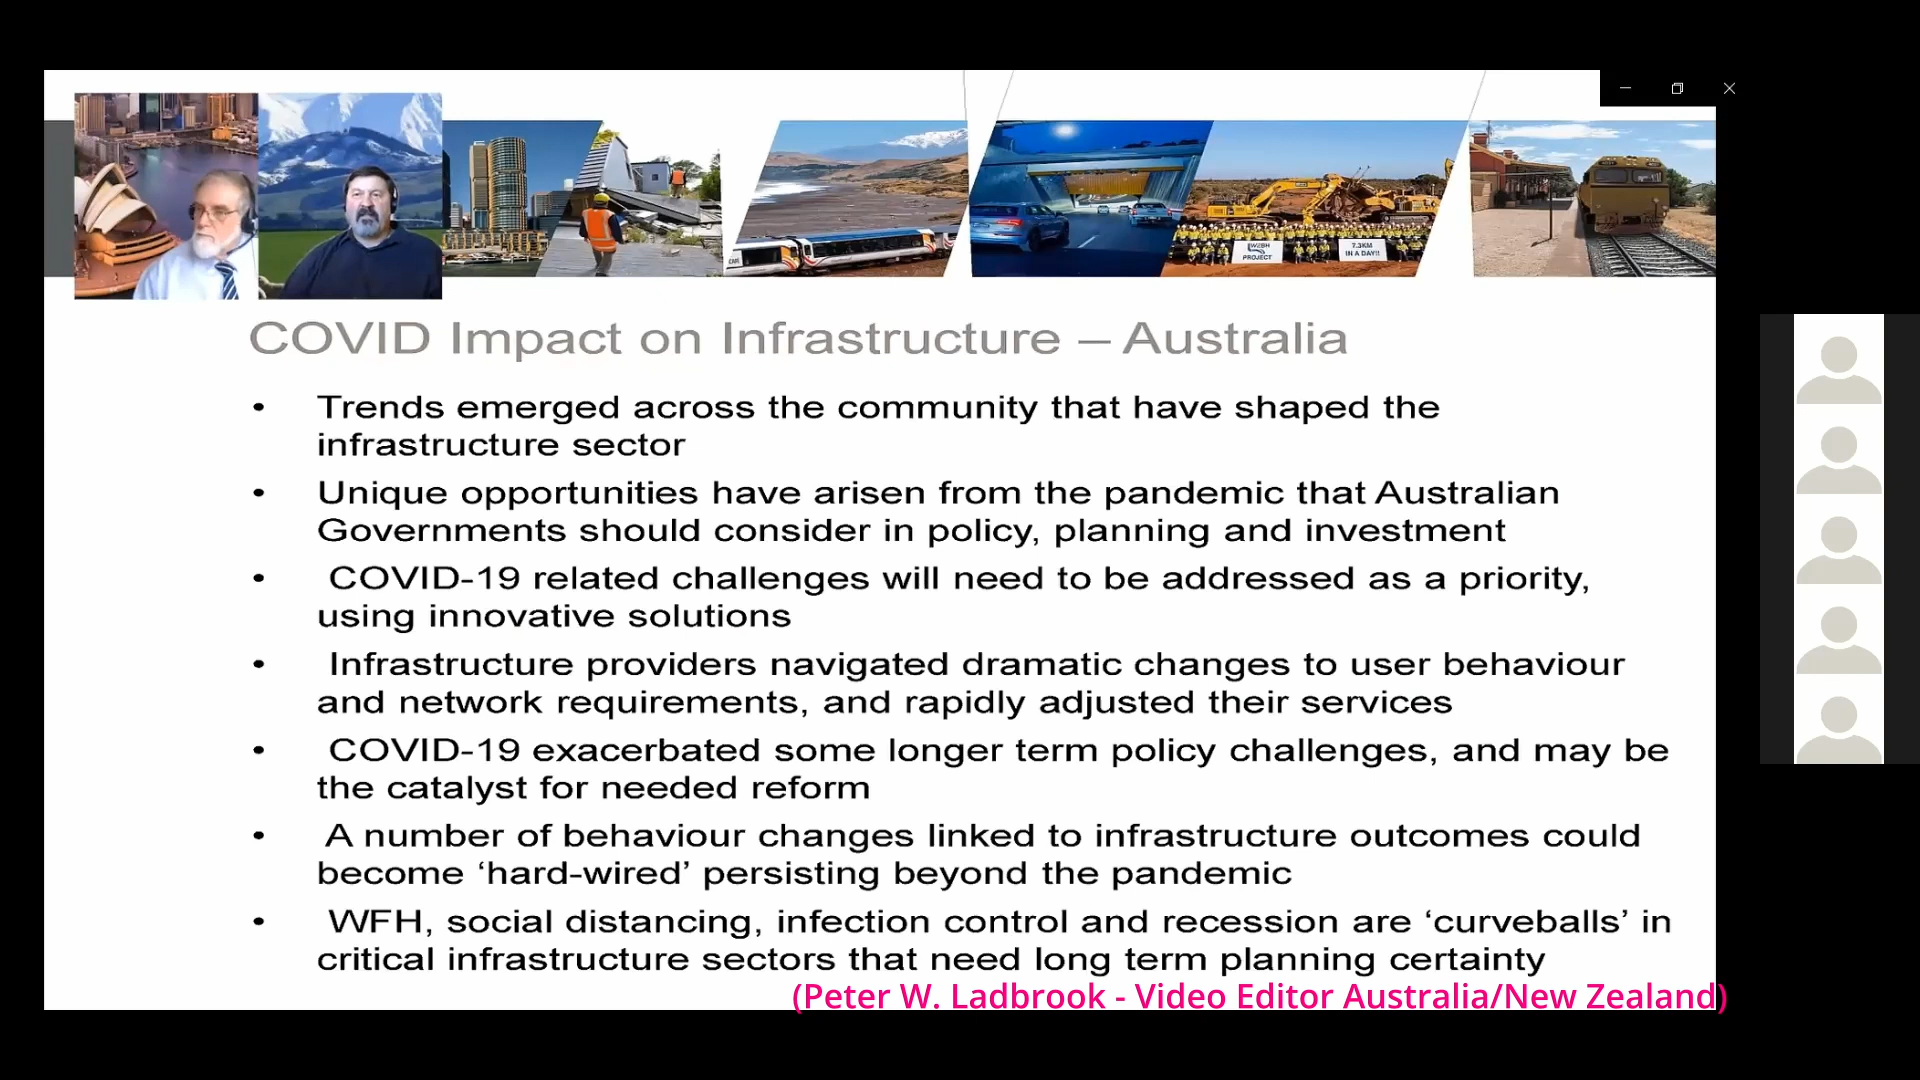 WBSH
PROJECT
7.3KM
IN A DAY!!
COVID Impact on Infrastructure – Australia
• Trends emerged across the community that have shaped the
infrastructure sector
• Unique opportunities have arisen from the pandemic that Australian
Governments should consider in policy, planning and investment
• COVID-19 related challenges will need to be addressed as a priority,
using innovative solutions
• Infrastructure providers navigated dramatic changes to user behaviour
and network requirements, and rapidly adjusted their services
• COVID-19 exacerbated some longer term policy challenges, and may be
the catalyst for needed reform
• A number of behaviour changes linked to infrastructure outcomes could
become ‘hard-wired’ persisting beyond the pandemic
• WFH, social distancing, infection control and recession are ‘curveballs’ in
critical infrastructure sectors that need long term planning certainty
(Peter W. Ladbrook - Video Editor Australia/New Zealand)